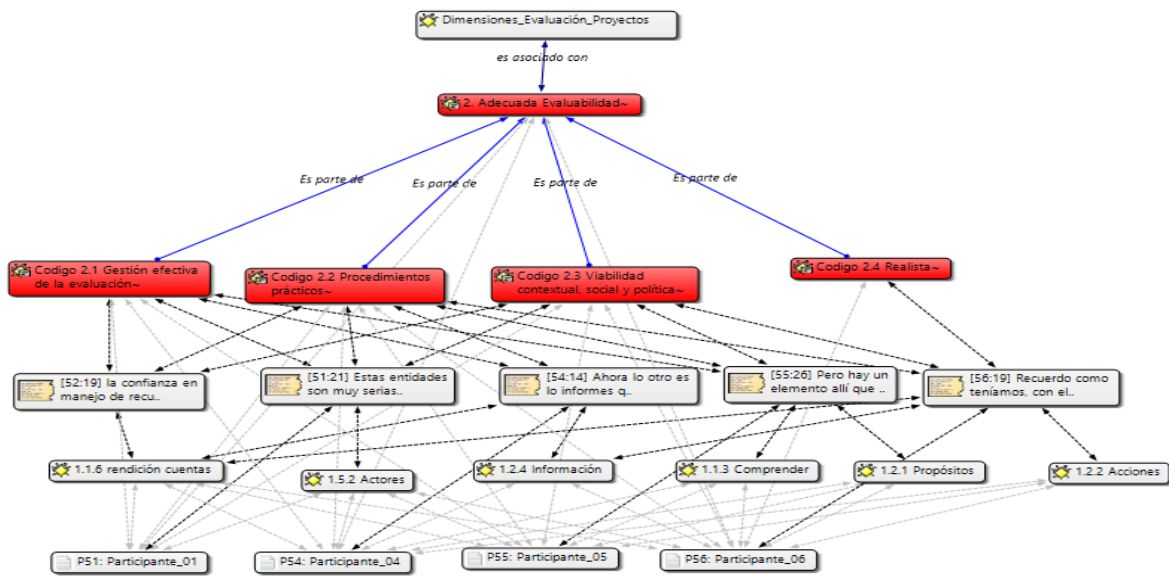 Dimensiones_Evaluación_Proyectos
es asociado con
2. Adecuada Evaluabilidad~
Es parte de
Es parte de
Es parte de
Es parte de
Codigo 2.1 Gestión efectiva
de la evaluación~
Codigo 2.2 Procedimientos
prácticos~
Codigo 2.3 Viabilidad
contextual, social y política~
Codigo 2.4 Realista~
[52:19] la confianza en
manejo de recu..
[51:21] Estas entidades
son muy serias..
[54:14] Ahora lo otro es
lo informes q..
[55:26] Pero hay un
elemento allí que ..
[56:19] Recuerdo como
teníamos, con el..
1.1.6 rendición cuentas
1.5.2 Actores
1.2.4 Información
1.1.3 Comprender
1.2.1 Propósitos
1.2.2 Acciones
P51: Participante_01
P54: Participante_04
P55: Participante_05
P56: Participante_06